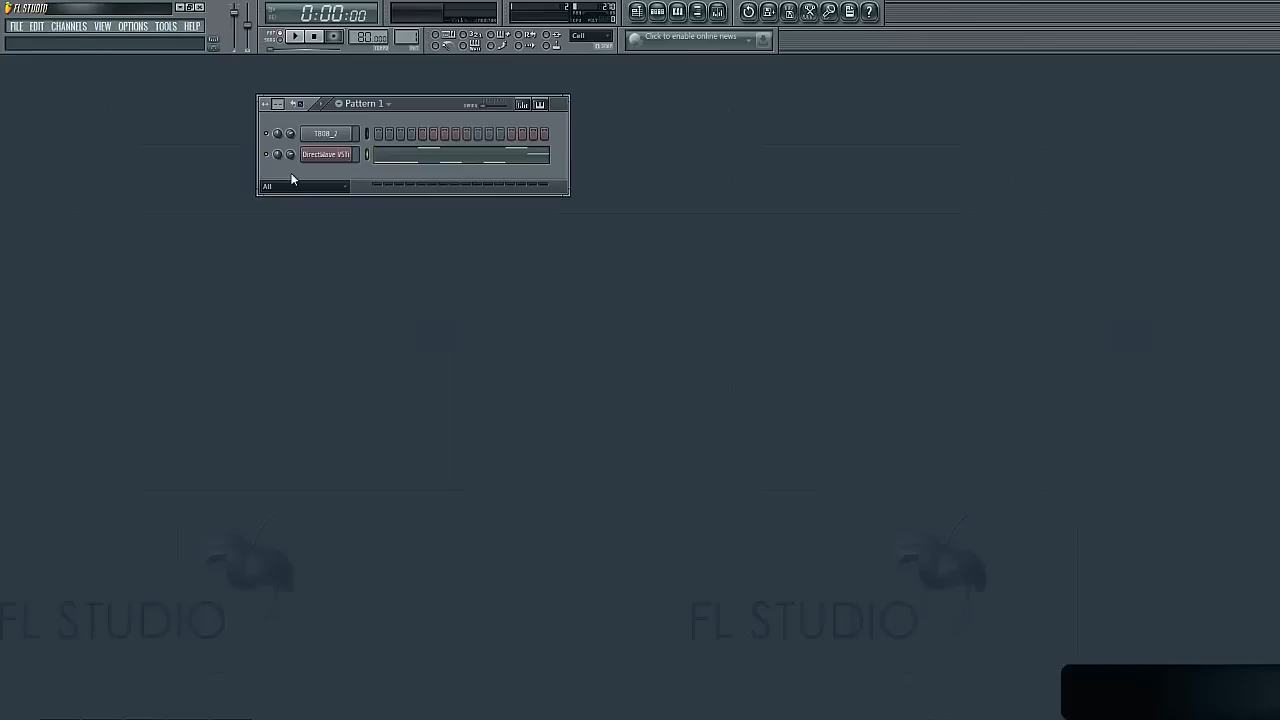 FL STUDIO
FILE EDIT CHANNELS VIEW OPTIONS TOOLS HELP
0:00:00
Cell
Click to enable online news
Pattern 1
DirectWave VSTi
All
FL STUDIO
FL STUDIO